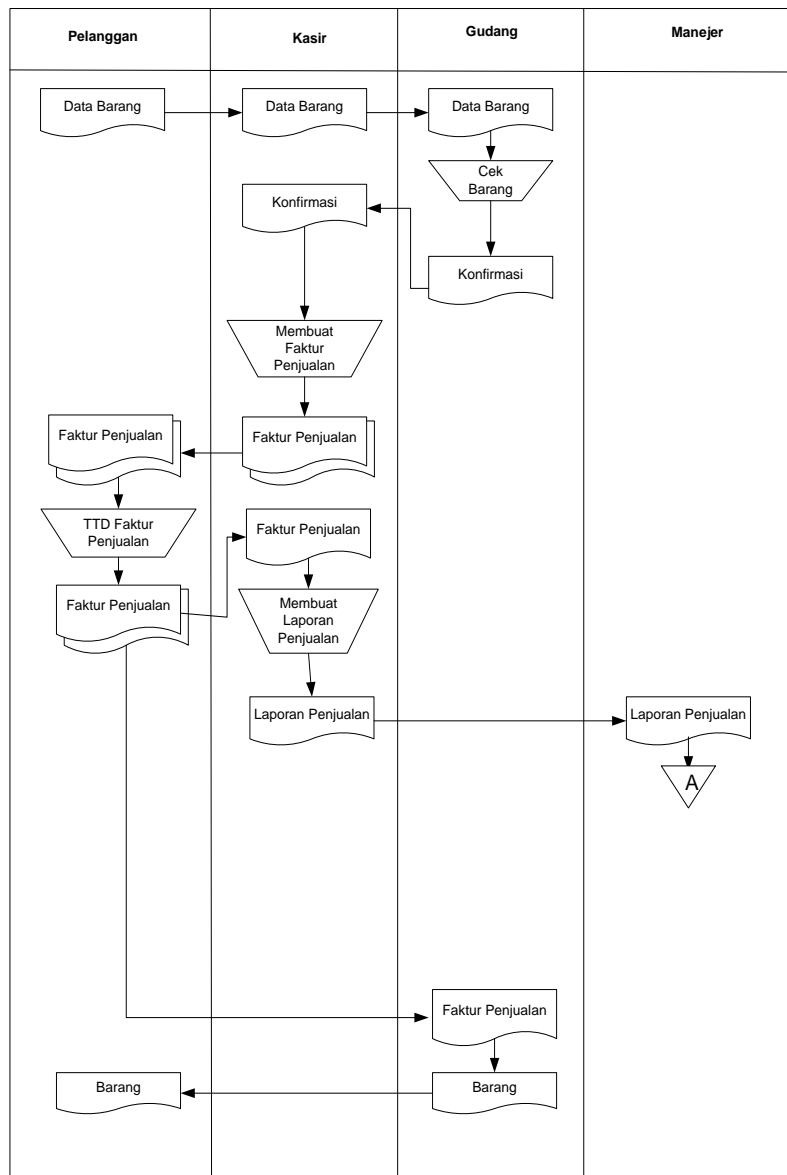 Pelanggan
Kasir
Gudang
Manejer
Data Barang
Data Barang
Data Barang
Cek
Barang
Konfirmasi
Konfirmasi
Membuat
Faktur
Penjualan
Faktur Penjualan
Faktur Penjualan
TTD Faktur
Penjualan
Faktur Penjualan
Faktur Penjualan
Membuat
Laporan
Penjualan
Laporan Penjualan
Laporan Penjualan
A
Faktur Penjualan
Barang
Barang